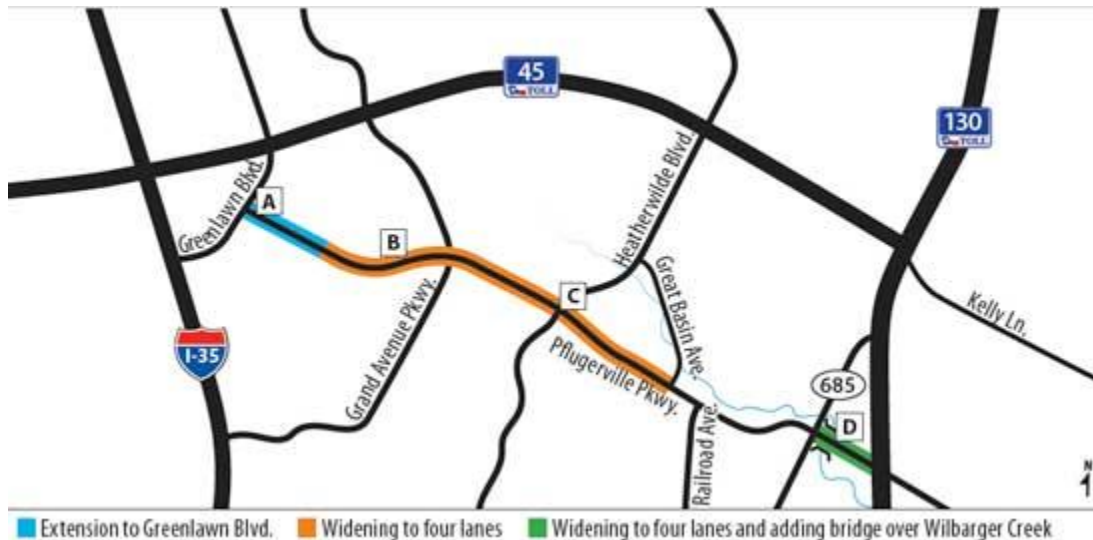 45
TOLL
130
TOLL
Greenlawn Blvd.
A
Heatherwilde Blvd.
B
C
Great Basin Ave.
Kelly Ln.
I-35
Grand Avenue Pkwy.
Pflugerville Pkwy.
685
Railroad Ave.
D
N
Extension to Greenlawn Blvd.
Widening to four lanes
Widening to four lanes and adding bridge over Wilbarger Creek